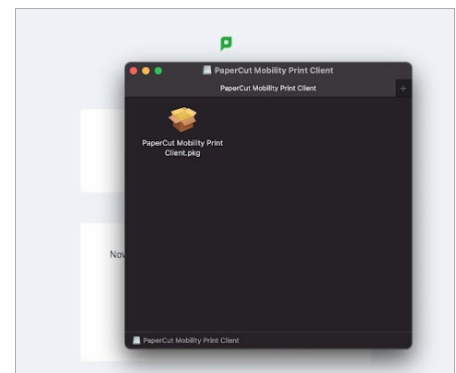 PaperCut Mobility Print Client
PaperCut Mobility Print Client
+
PaperCut Mobility Print
Client.pkg
Nov
PaperCut Mobility Print Client